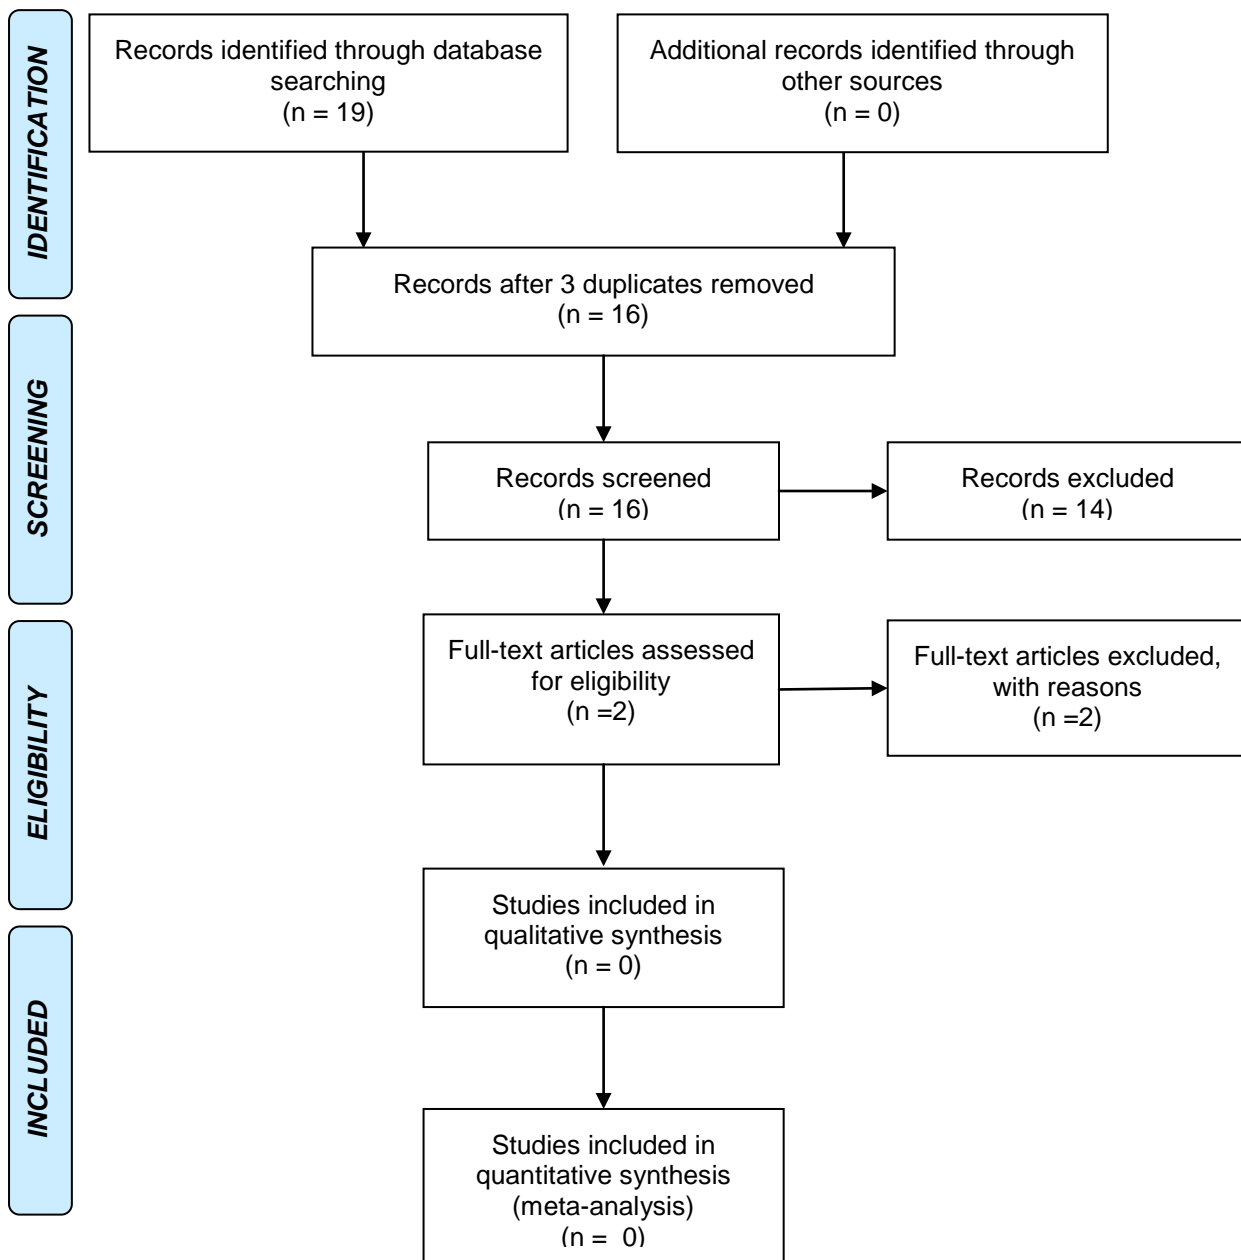 IDENTIFICATION
Records identified through database
searching
(n = 19)
Additional records identified through
other sources
(n = 0)
Records after 3 duplicates removed
(n = 16)
SCREENING
Records screened
(n = 16)
Records excluded
(n = 14)
ELIGIBILITY
Full-text articles assessed
for eligibility
(n =2)
Full-text articles excluded,
with reasons
(n =2)
Studies included in
qualitative synthesis
(n = 0)
INCLUDED
Studies included in
quantitative synthesis
(meta-analysis)
(n =  0)